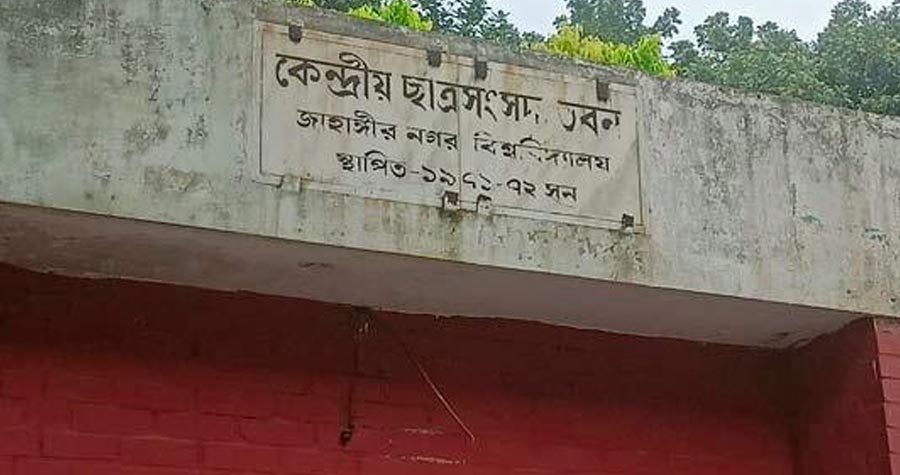 কেন্দ্রীয় ছাত্রসংসদ ভবন
জাহাঙ্গীর নগর বিশ্ববিদ্যালয়
স্থাপিত-১৯৭১-৭২ সন